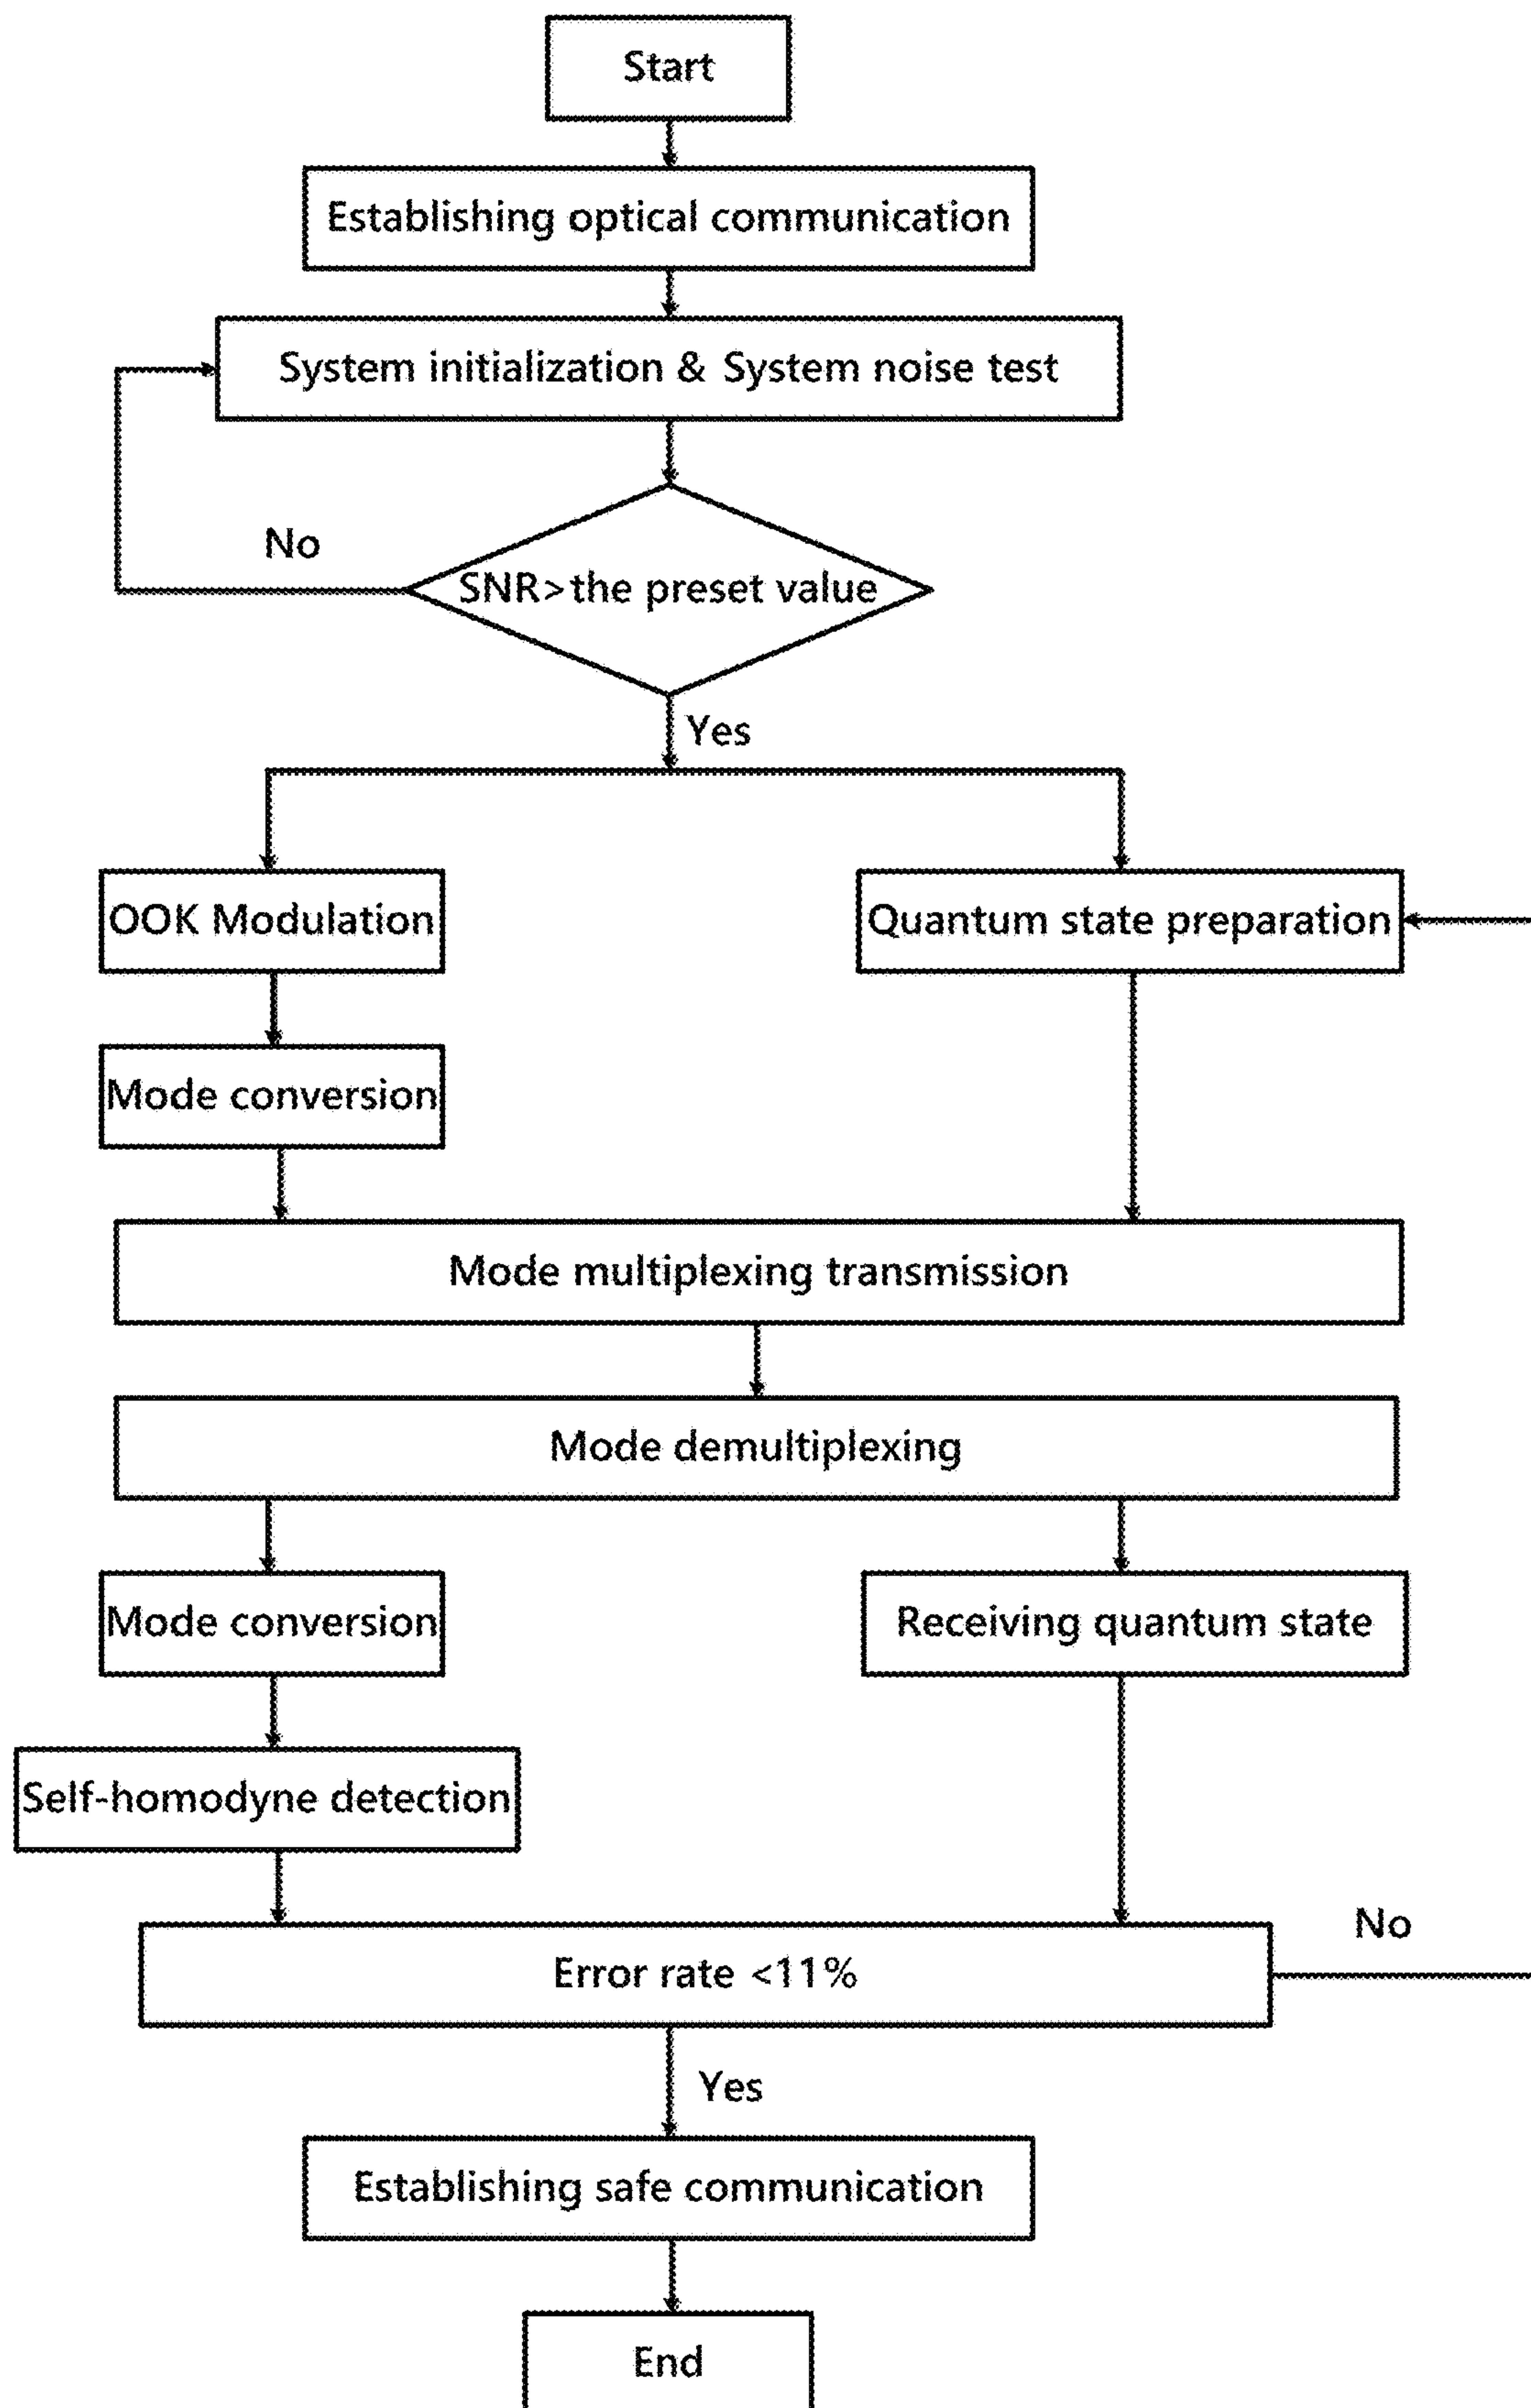 Start
Establishing optical communication
System initialization & System noise test
No
SNR>the preset value
Yes
OOK Modulation
Quantum state preparation
Mode conversion
Mode multiplexing transmission
Mode demultiplexing
Mode conversion
Receiving quantum state
Self-homodyne detection
No
Error rate <11%
Yes
Establishing safe communication
End